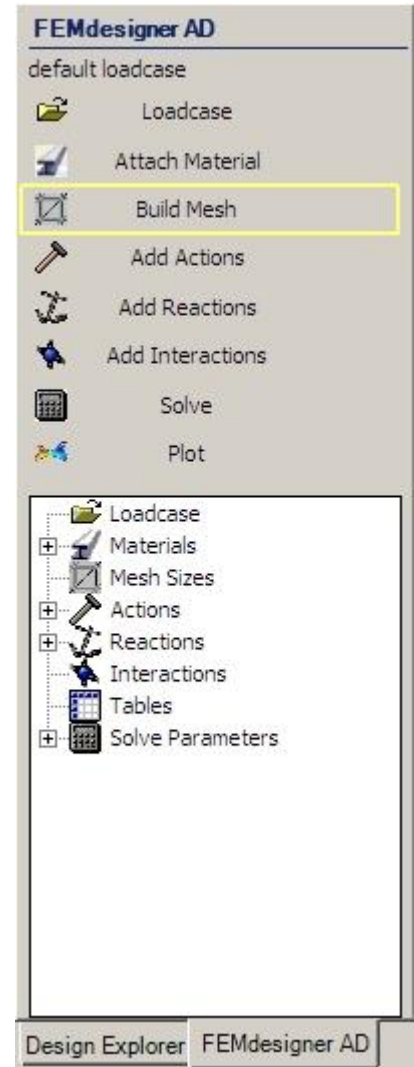 FEMdesigner AD
default loadcase
Loadcase
Attach Material
Build Mesh
Add Actions
Add Reactions
Add Interactions
Solve
Plot
Loadcase
Materials
Mesh Sizes
Actions
Reactions
Interactions
Tables
Solve Parameters
Design Explorer FEMdesigner AD